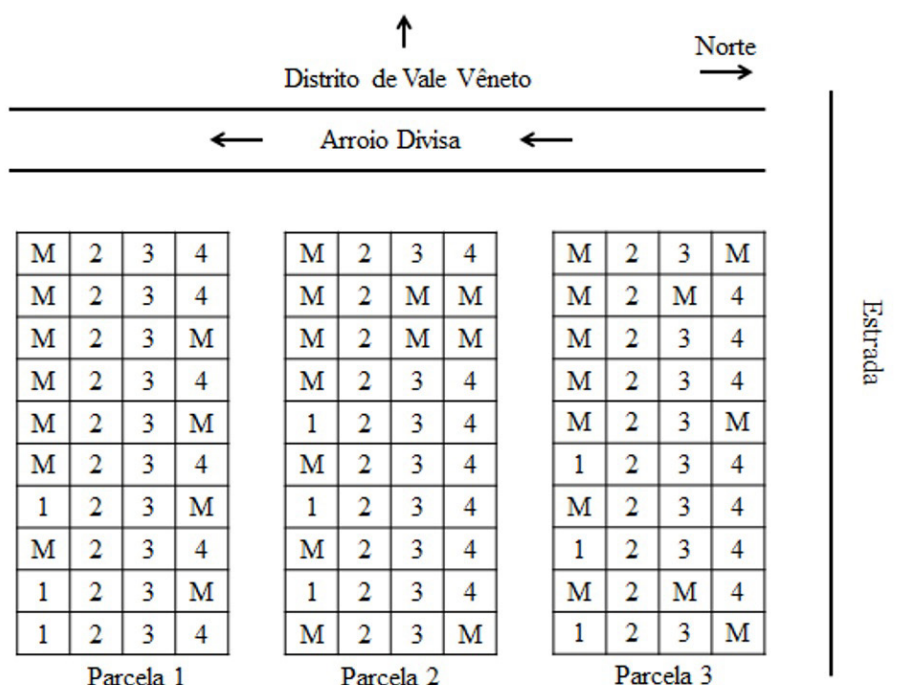 Norte
Distrito de Vale Vêneto
Arroio Divisa
M 2 3 4
M 2 3 4
M 2 3 M
M 2 3 4
M 2 3 M
M 2 3 4
1 2 3 M
M 2 3 4
1 2 3 M
1 2 3 4
Parcela 1
M 2 3 4
M 2 M M
M 2 M M
M 2 3 4
1 2 3 4
M 2 3 4
1 2 3 4
M 2 3 4
1 2 3 4
M 2 3 M
Parcela 2
M 2 3 M
M 2 M 4
M 2 3 4
M 2 3 4
M 2 3 M
1 2 3 4
M 2 3 4
1 2 3 4
M 2 M 4
1 2 3 M
Parcela 3
Estrada